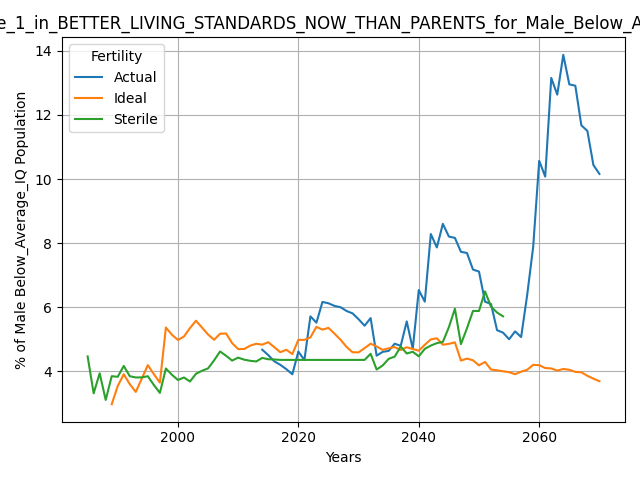 e_1_in_BETTER_LIVING_STANDARDS_NOW_THAN_PARENTS_for_Male_Below_A
Fertility
Actual
Ideal
Sterile
% of Male Below_Average_IQ Population
14
12
10
8
6
4
2000 2020 2040 2060
Years